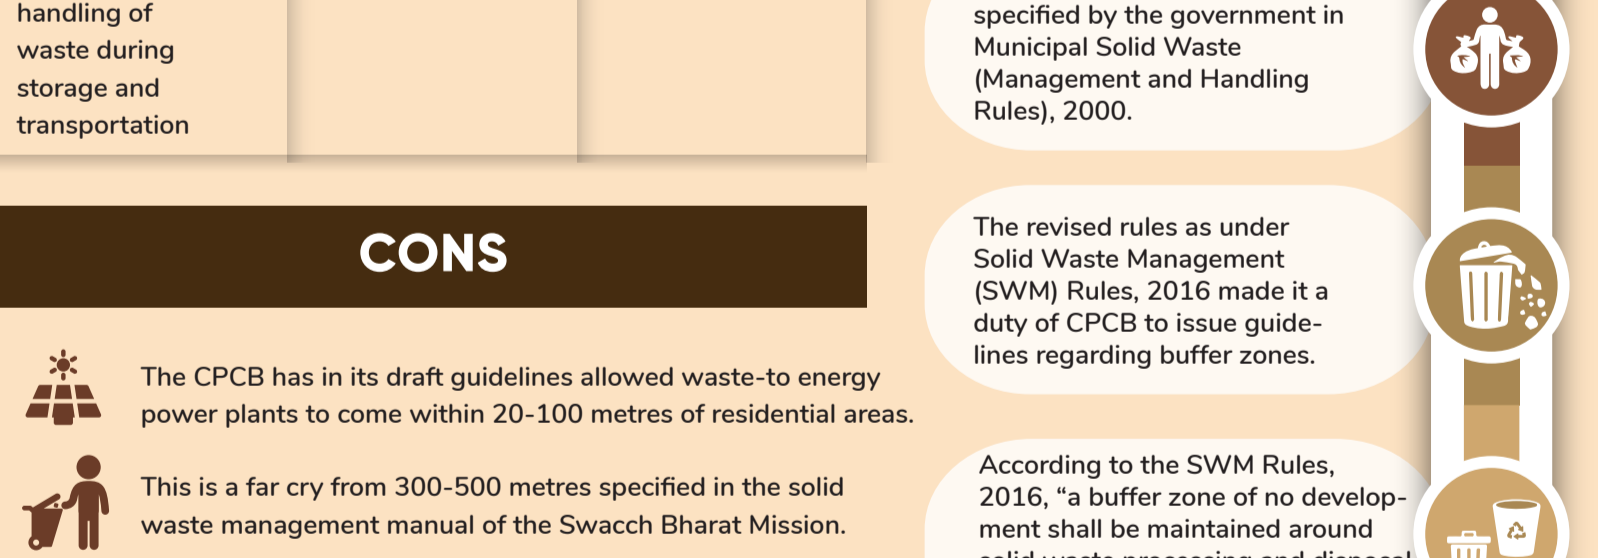 handling of
waste during
storage and
transportation
CONS
The CPCB has in its draft guidelines allowed waste-to energy
power plants to come within 20-100 metres of residential areas.
This is a far cry from 300-500 metres specified in the solid
waste management manual of the Swacch Bharat Mission.
specified by the government in
Municipal Solid Waste
(Management and Handling
Rules), 2000.
The revised rules as under
Solid Waste Management
(SWM) Rules, 2016 made it a
duty of CPCB to issue guide-
lines regarding buffer zones.
According to the SWM Rules,
2016, “a buffer zone of no develop-
ment shall be maintained around
solid waste processing and disposal